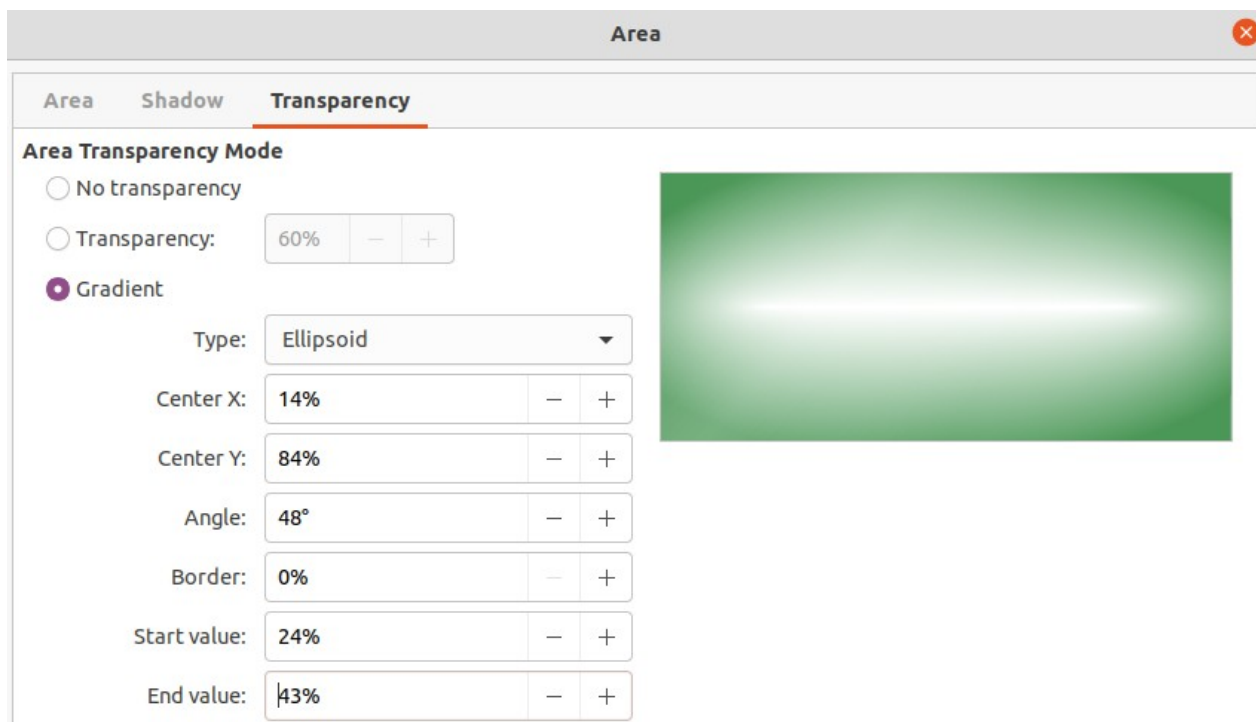 Area
Area Shadow Transparency
Area Transparency Mode
No transparency
Transparency: 60% − +
Gradient
Type: Ellipsoid
Center X: 14% − +
Center Y: 84% − +
Angle: 48° − +
Border: 0% − +
Start value: 24% − +
End value: 43% − +